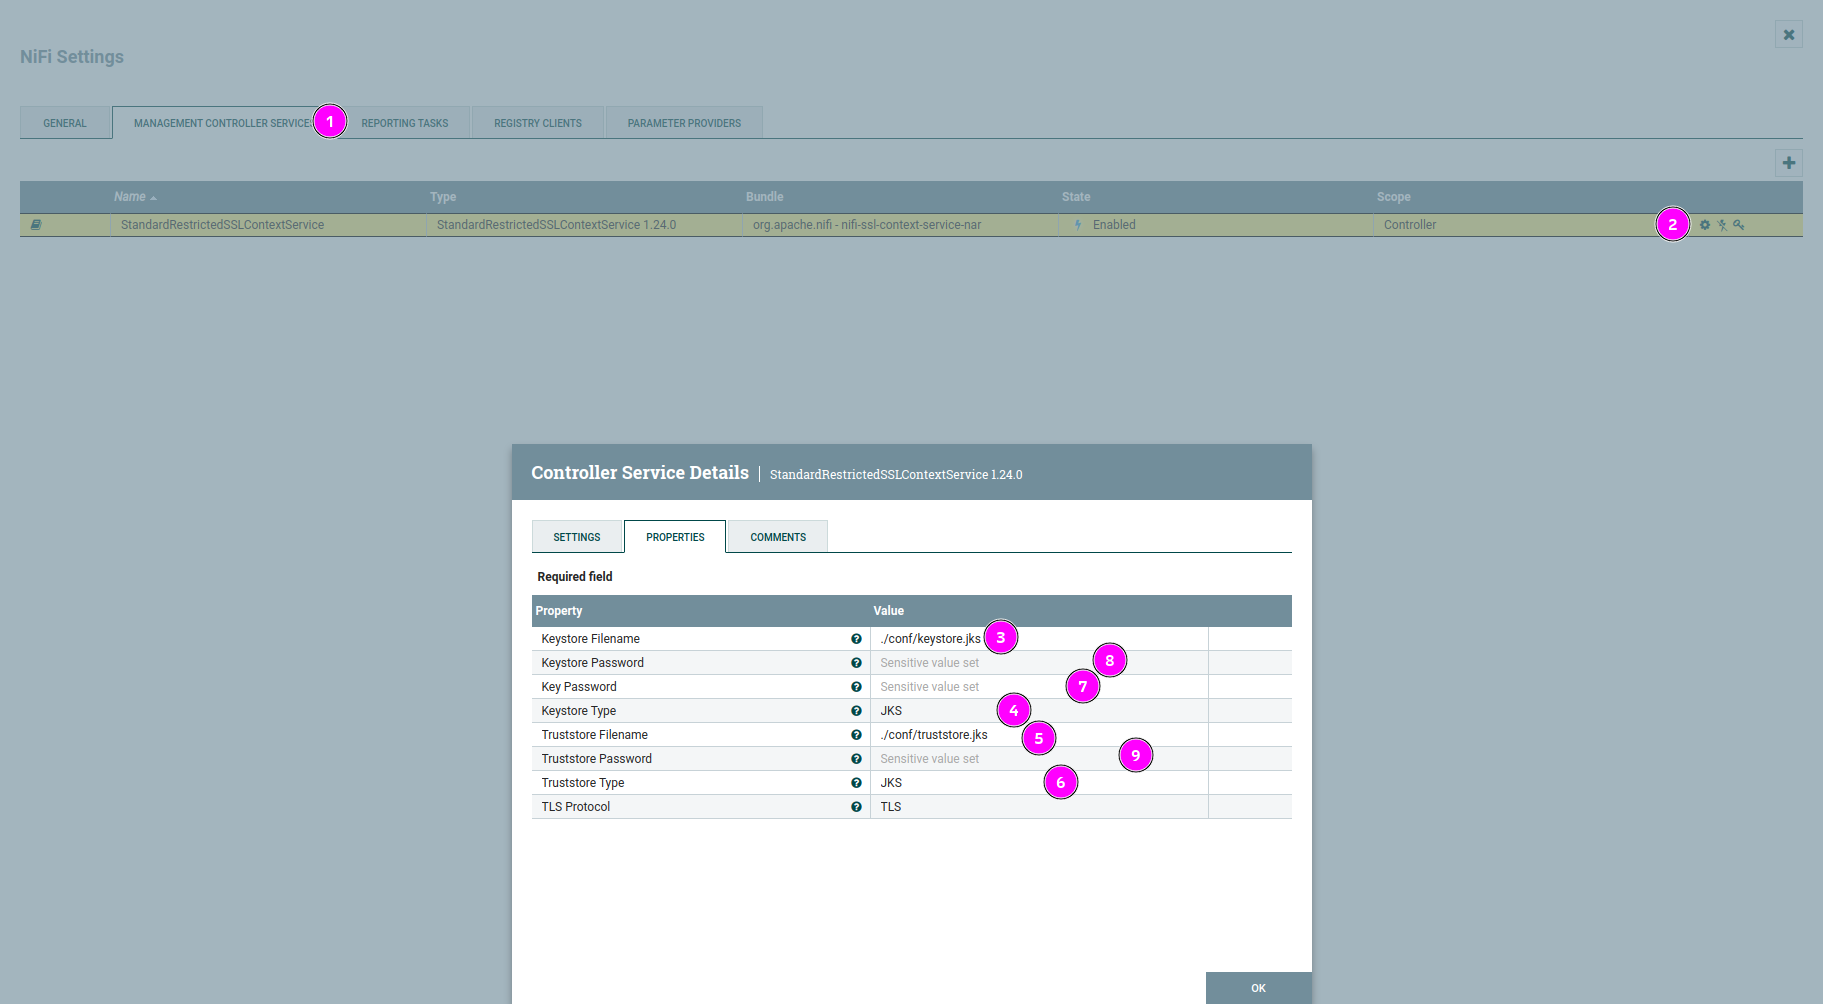 NiFi Settings
GENERAL MANAGEMENT CONTROLLER SERVICES 1 REPORTING TASKS REGISTRY CLIENTS PARAMETER PROVIDERS
Name Type Bundle State Scope
StandardRestrictedSSLContextService StandardRestrictedSSLContextService 1.24.0 org.apache.nifi - nifi-ssl-context-service-nar Enabled Controller 2
Controller Service Details StandardRestrictedSSLContextService 1.24.0
SETTINGS PROPERTIES COMMENTS
Required field
Property Value
Keystore Filename ? ./conf/keystore.jks 3
Keystore Password ? Sensitive value set 8
Key Password ? Sensitive value set 7
Keystore Type ? JKS 4
Truststore Filename ? ./conf/truststore.jks 5
Truststore Password ? Sensitive value set 9
Truststore Type ? JKS 6
TLS Protocol ? TLS
OK